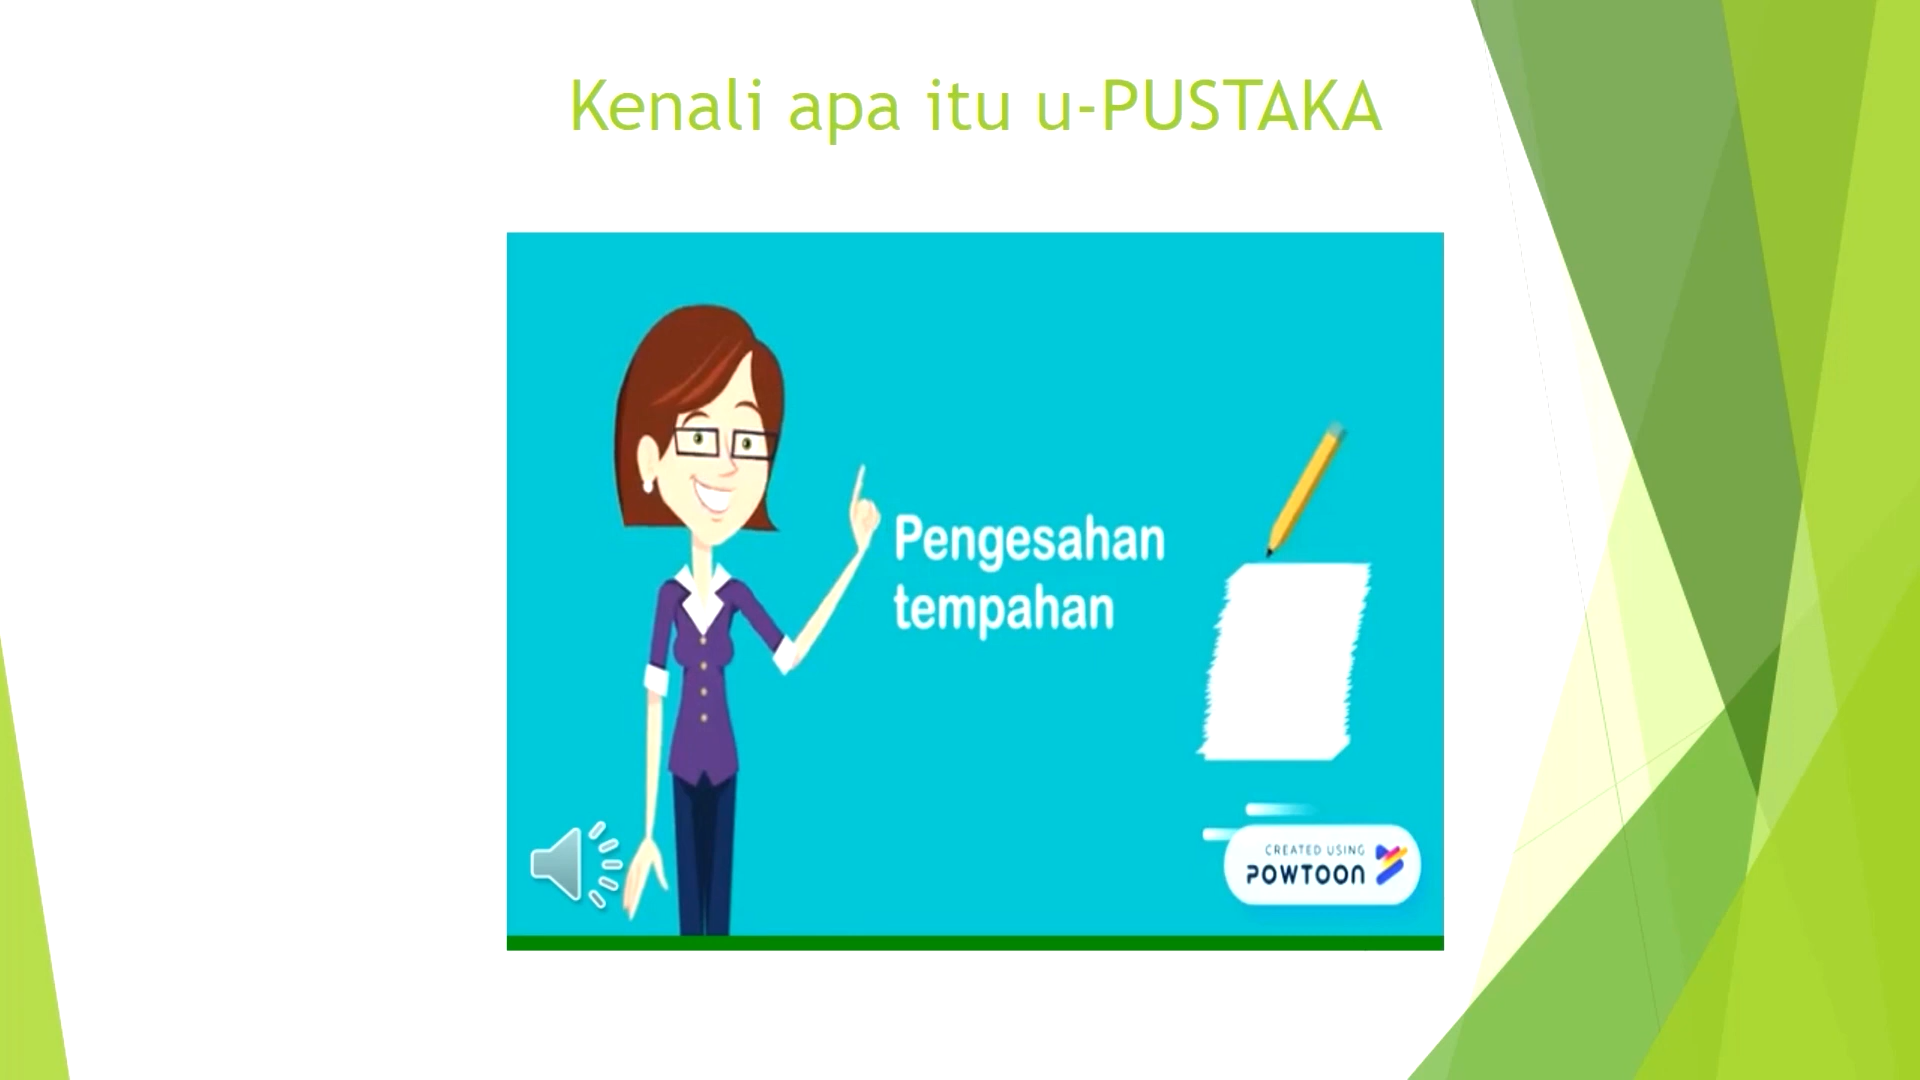 Kenali apa itu u-PUSTAKA
Pengesahan
tempahan
CREATED USING
POWTOON